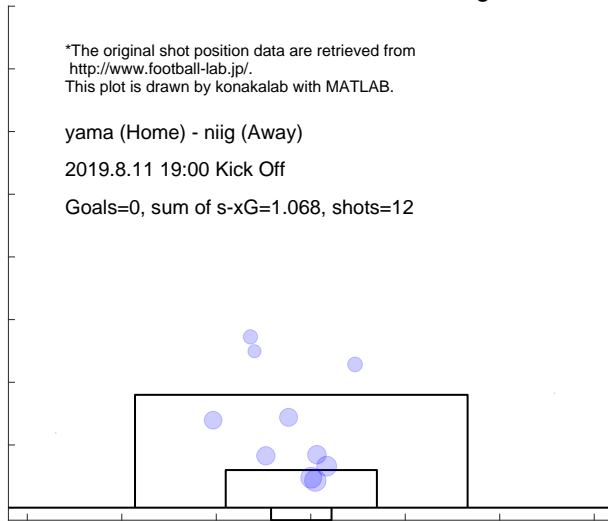 *The original shot position data are retrieved from
http://www.football-lab.jp/.
This plot is drawn by konakalab with MATLAB.
yama (Home) - niig (Away)
2019.8.11 19:00 Kick Off
Goals=0, sum of s-xG=1.068, shots=12